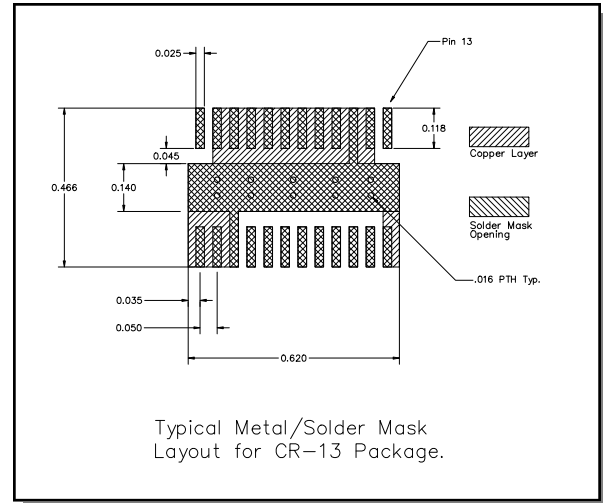 Pin 13
0.025
0.118
0.045
0.466
0.140
Copper Layer
Solder Mask
Opening
.016 PTH Typ.
0.035
0.050
0.620
Typical Metal/Solder Mask
Layout for CR-13 Package.